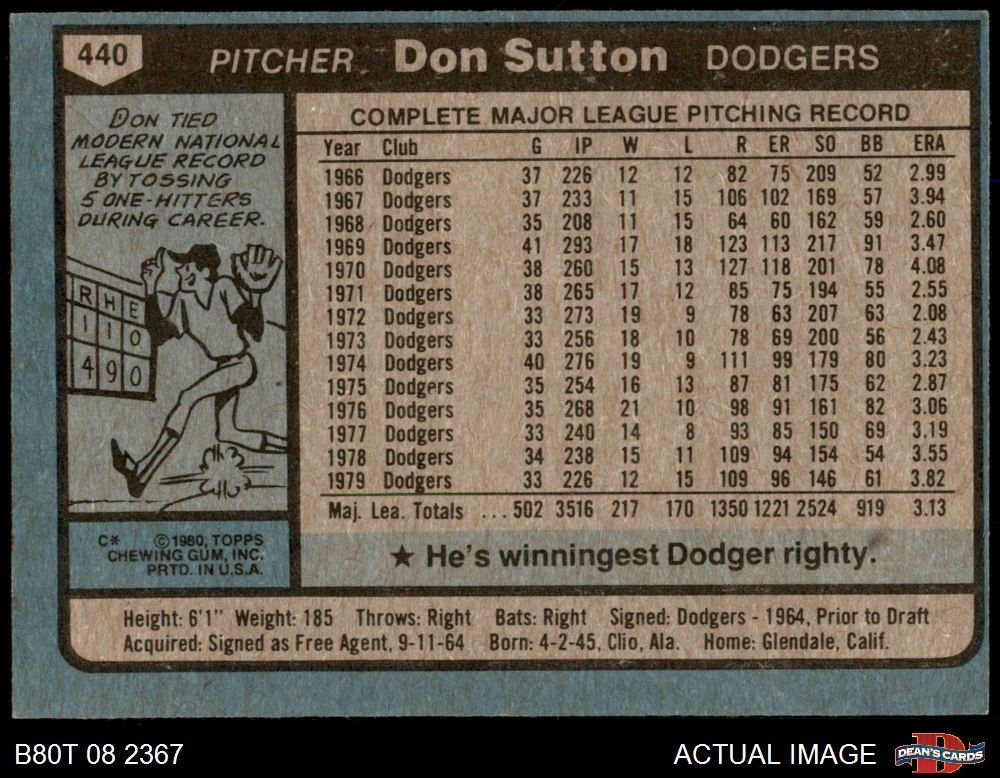 440 PITCHER Don Sutton DODGERS
DON TIED
MODERN NATIONAL
LEAGUE RECORD
BY TOSSING
5 ONE-HITTERS
DURING CAREER.
R H E
1 1 0
4 9 0
C* ©1980, TOPPS
CHEWING GUM, INC.
PRTD. IN U.S.A.
COMPLETE MAJOR LEAGUE PITCHING RECORD
Year Club G IP W L R ER SO BB ERA
1966 Dodgers 37 226 12 12 82 75 209 52 2.99
1967 Dodgers 37 233 11 15 106 102 169 57 3.94
1968 Dodgers 35 208 11 15 64 60 162 59 2.60
1969 Dodgers 41 293 17 18 123 113 217 91 3.47
1970 Dodgers 38 260 15 13 127 118 201 78 4.08
1971 Dodgers 38 265 17 12 85 75 194 55 2.55
1972 Dodgers 33 273 19 9 78 63 207 63 2.08
1973 Dodgers 33 256 18 10 78 69 200 56 2.43
1974 Dodgers 40 276 19 9 111 99 179 80 3.23
1975 Dodgers 35 254 16 13 87 81 175 62 2.87
1976 Dodgers 35 268 21 10 98 91 161 82 3.06
1977 Dodgers 33 240 14 8 93 85 150 69 3.19
1978 Dodgers 34 238 15 11 109 94 154 54 3.55
1979 Dodgers 33 226 12 15 109 96 146 61 3.82
Maj. Lea. Totals ... 502 3516 217 170 1350 1221 2524 919 3.13
★ He's winningest Dodger righty.
Height: 6'1" Weight: 185 Throws: Right Bats: Right Signed: Dodgers - 1964, Prior to Draft
Acquired: Signed as Free Agent, 9-11-64 Born: 4-2-45, Clio, Ala. Home: Glendale, Calif.
B80T 08 2367 ACTUAL IMAGE DEAN'S CARDS